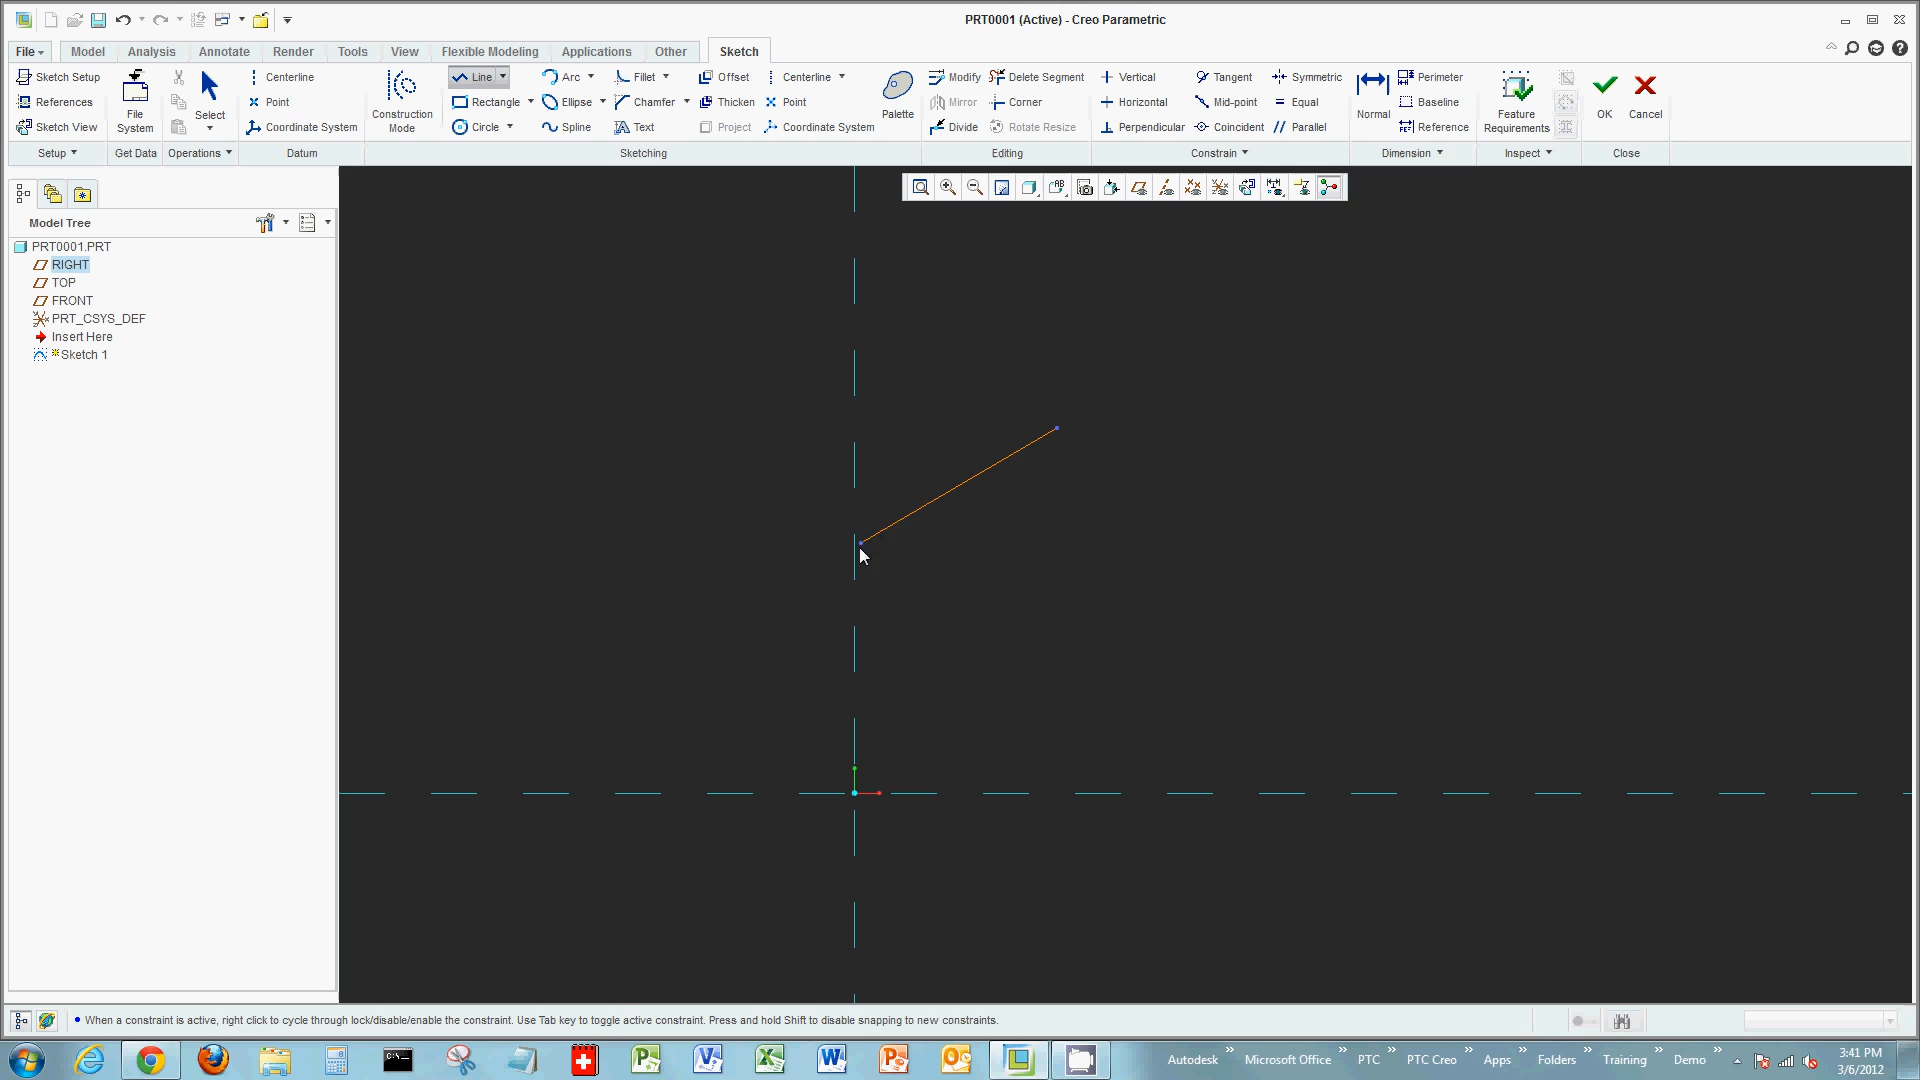 PRT0001 (Active) - Creo Parametric
File Model Analysis Annotate Render Tools View Flexible Modeling Applications Other Sketch
Sketch Setup Centerline Line Arc Fillet Offset Centerline Modify Delete Segment Vertical Tangent Symmetric Perimeter
References Point Rectangle Ellipse Chamfer Thicken Point Mirror Corner Horizontal Mid-point Equal Baseline
Sketch View Coordinate System Circle Spline Text Project Coordinate System Divide Rotate Resize Perpendicular Coincident Parallel Reference
File System Select Construction Mode Palette Normal Feature Requirements OK Cancel
Setup Get Data Operations Datum Sketching Editing Constrain Dimension Inspect Close
Model Tree
PRT0001.PRT
RIGHT
TOP
FRONT
PRT_CSYS_DEF
Insert Here
Sketch 1
When a constraint is active, right click to cycle through lock/disable/enable the constraint. Use Tab key to toggle active constraint. Press and hold Shift to disable snapping to new constraints.
Autodesk » Microsoft Office » PTC » PTC Creo » Apps » Folders » Training » Demo »
3:41 PM
3/6/2012